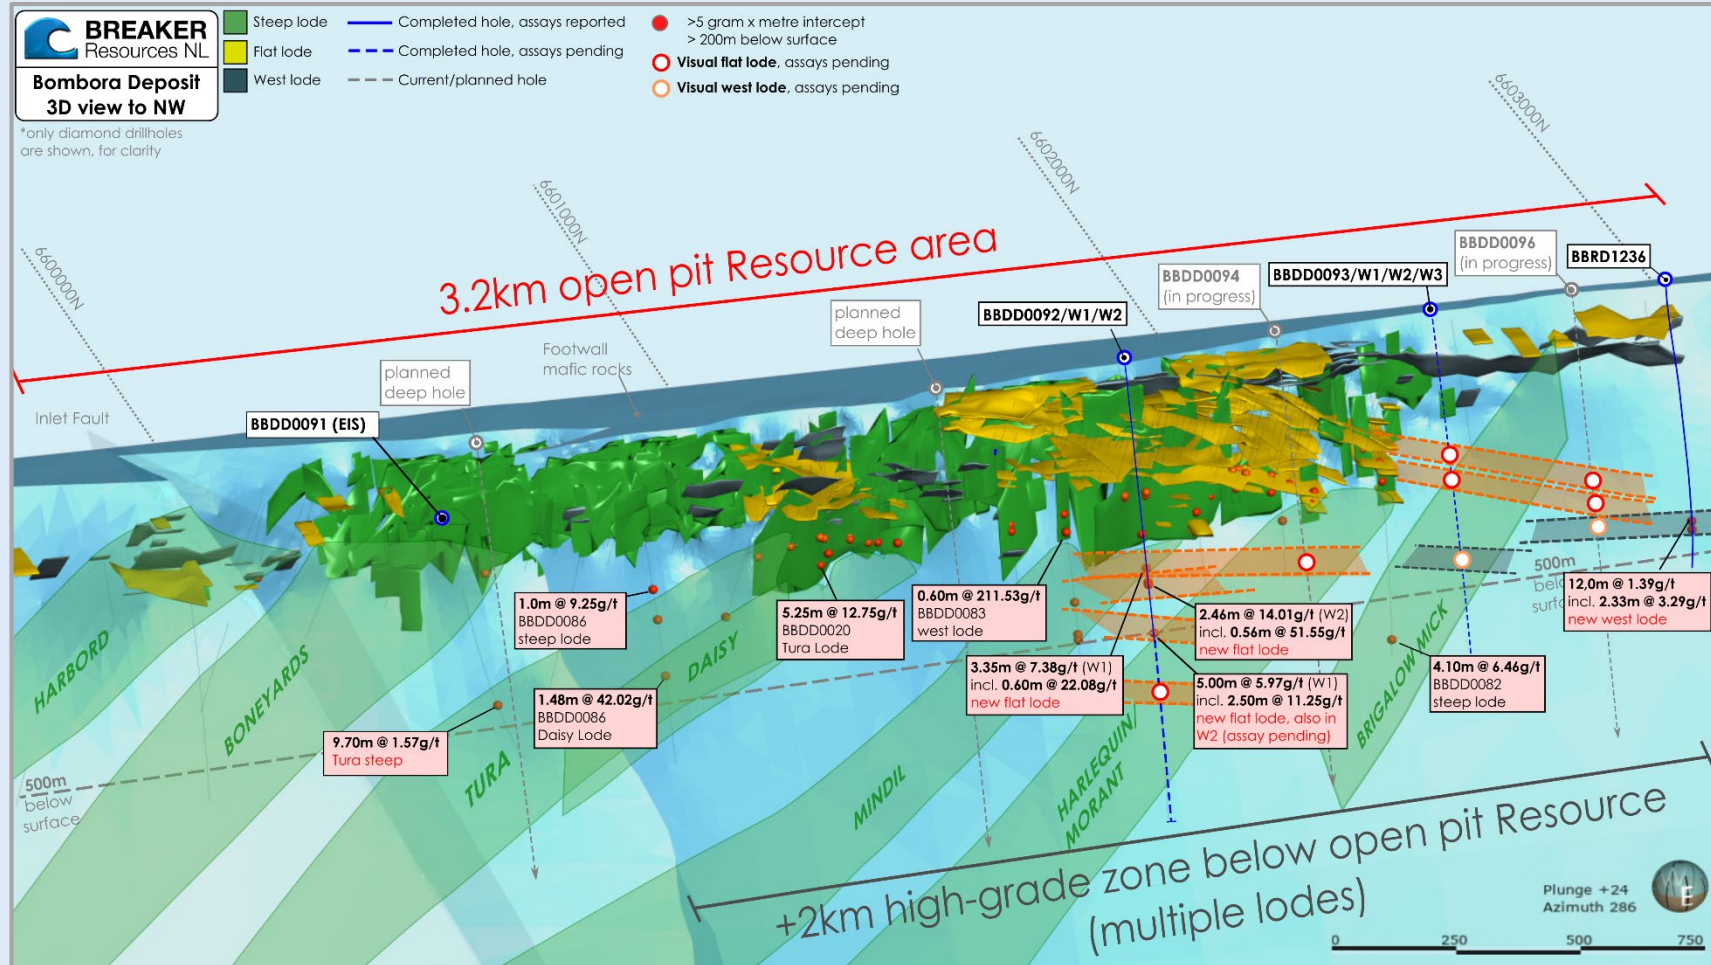 BREAKER
Resources NL
Bombora Deposit
3D view to NW
*only diamond drillholes
are shown, for clarity
Steep lode
Flat lode
West lode
Completed hole, assays reported
Completed hole, assays pending
Current/planned hole
>5 gram x metre intercept
> 200m below surface
Visual flat lode, assays pending
Visual west lode, assays pending
6600000N
6601000N
6602000N
6603000N
3.2km open pit Resource area
Inlet Fault
BBDD0091 (EIS)
planned
deep hole
Footwall
mafic rocks
planned
deep hole
BBDD0092/W1/W2
BBDD0094
(in progress)
BBDD0093/W1/W2/W3
BBDD0096
(in progress)
BBRD1236
HARBORD
BONEYARDS
TURA
DAISY
MINDIL
HARLEQUIN/
MORANT
BRIGALOW MICK
1.0m @ 9.25g/t
BBDD0086
steep lode
5.25m @ 12.75g/t
BBDD0020
Tura Lode
0.60m @ 211.53g/t
BBDD0083
west lode
2.46m @ 14.01g/t (W2)
incl. 0.56m @ 51.55g/t
new flat lode
12,0m @ 1.39g/t
incl. 2.33m @ 3.29g/t
new west lode
3.35m @ 7.38g/t (W1)
incl. 0.60m @ 22.08g/t
new flat lode
4.10m @ 6.46g/t
BBDD0082
steep lode
5.00m @ 5.97g/t (W1)
incl. 2.50m @ 11.25g/t
new flat lode, also in
W2 (assay pending)
1.48m @ 42.02g/t
BBDD0086
Daisy Lode
9.70m @ 1.57g/t
Tura steep
500m
below
surface
500m
+2km high-grade zone below open pit Resource
(multiple lodes)
Plunge +24
Azimuth 286
E
0 250 500 750